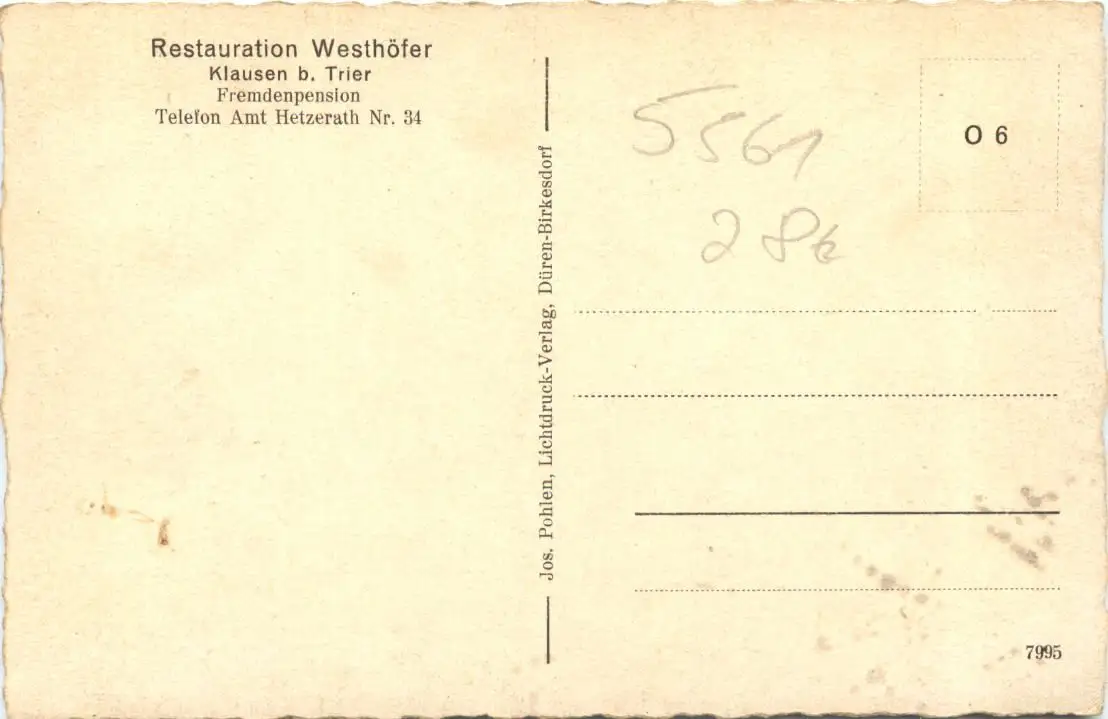 Restauration Westhöfer
Klausen b. Trier
Fremdenpension
Telefon Amt Hetzerath Nr. 34
Jos. Pohlen, Lichtdruck-Verlag, Düren-Birkesdorf
5561
28€
O 6
7995